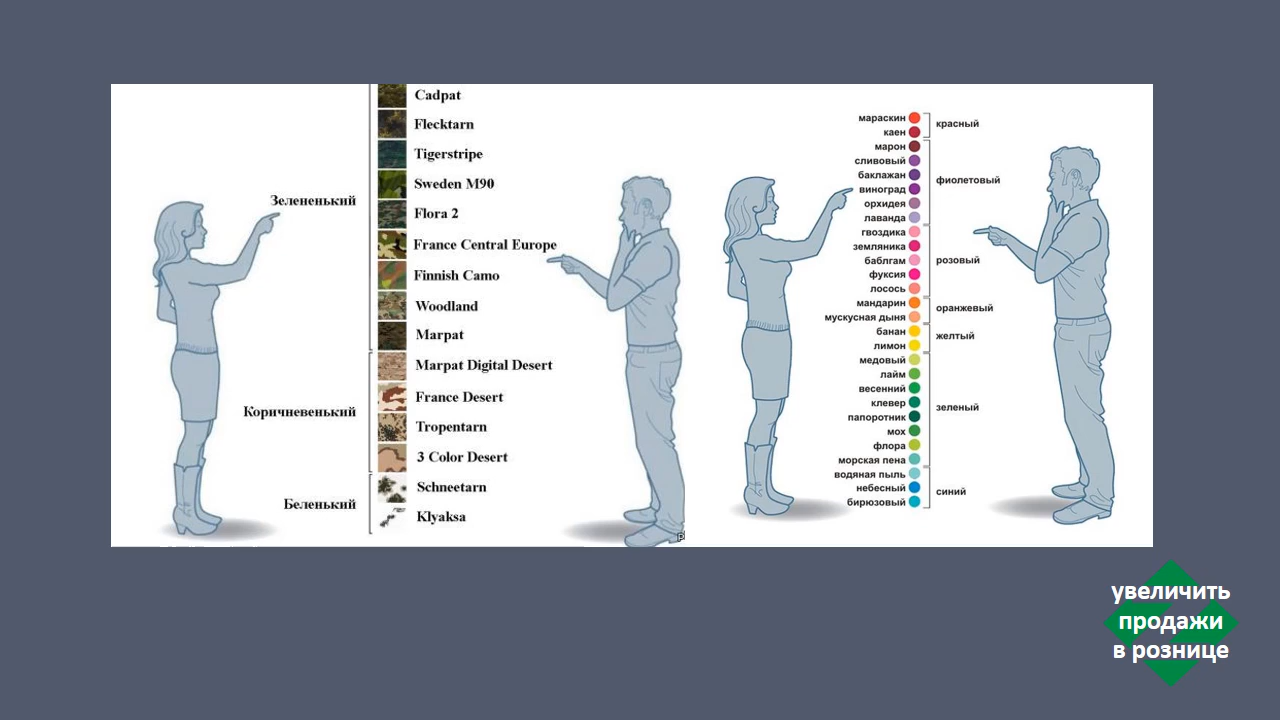 Зелененький
Коричневенький
Беленький
Cadpat
Flecktarn
Tigerstripe
Sweden M90
Flora 2
France Central Europe
Finnish Camo
Woodland
Marpat
Marpat Digital Desert
France Desert
Tropentarn
3 Color Desert
Schneetarn
Klyaksa
мараскин
каен
марон
сливовый
баклажан
виноград
орхидея
лаванда
гвоздика
земляника
баблгам
фуксия
лосось
мандарин
мускусная дыня
банан
лимон
медовый
лайм
весенний
клевер
папоротник
мох
флора
морская пена
водяная пыль
небесный
бирюзовый
красный
фиолетовый
розовый
оранжевый
желтый
зеленый
синий
увеличить
продажи
в рознице